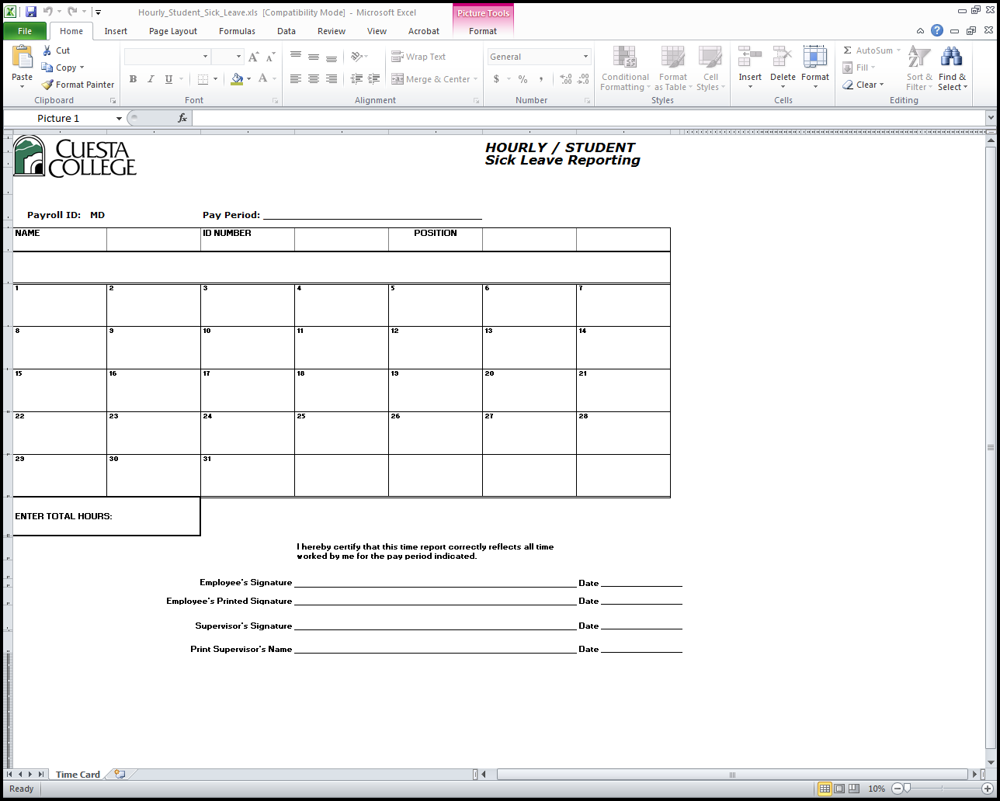 Hourly_Student_Sick_Leave.xls [Compatibility Mode] - Microsoft Excel
Picture Tools
File Home Insert Page Layout Formulas Data Review View Acrobat Format
Paste
Cut
Copy
Format Painter
Clipboard
Font
Wrap Text
Merge & Center
Alignment
General
$ % ,
Number
Conditional Formatting
Format as Table
Cell Styles
Styles
Insert
Delete
Format
Cells
AutoSum
Fill
Clear
Sort & Filter
Find & Select
Editing
Picture 1
fx
CUESTA
COLLEGE
HOURLY / STUDENT
Sick Leave Reporting
Payroll ID: MD Pay Period:
NAME ID NUMBER POSITION
1 2 3 4 5 6 7
8 9 10 11 12 13 14
15 16 17 18 19 20 21
22 23 24 25 26 27 28
29 30 31
ENTER TOTAL HOURS:
I hereby certify that this time report correctly reflects all time
worked by me for the pay period indicated.
Employee's Signature Date
Employee's Printed Signature Date
Supervisor's Signature Date
Print Supervisor's Name Date
Time Card
Ready
10%